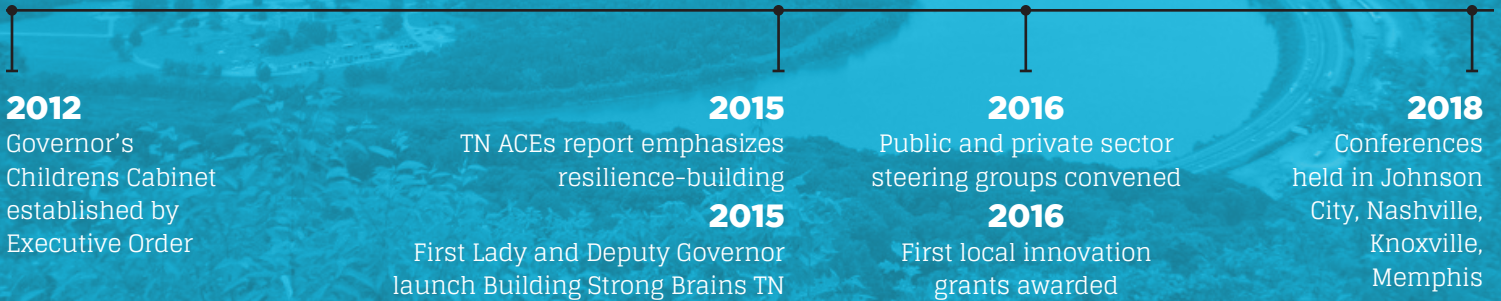 2012
Governor's
Childrens Cabinet
established by
Executive Order
2015
TN ACEs report emphasizes
resilience-building
2015
First Lady and Deputy Governor
launch Building Strong Brains TN
2016
Public and private sector
steering groups convened
2016
First local innovation
grants awarded
2018
Conferences
held in Johnson
City, Nashville,
Knoxville,
Memphis